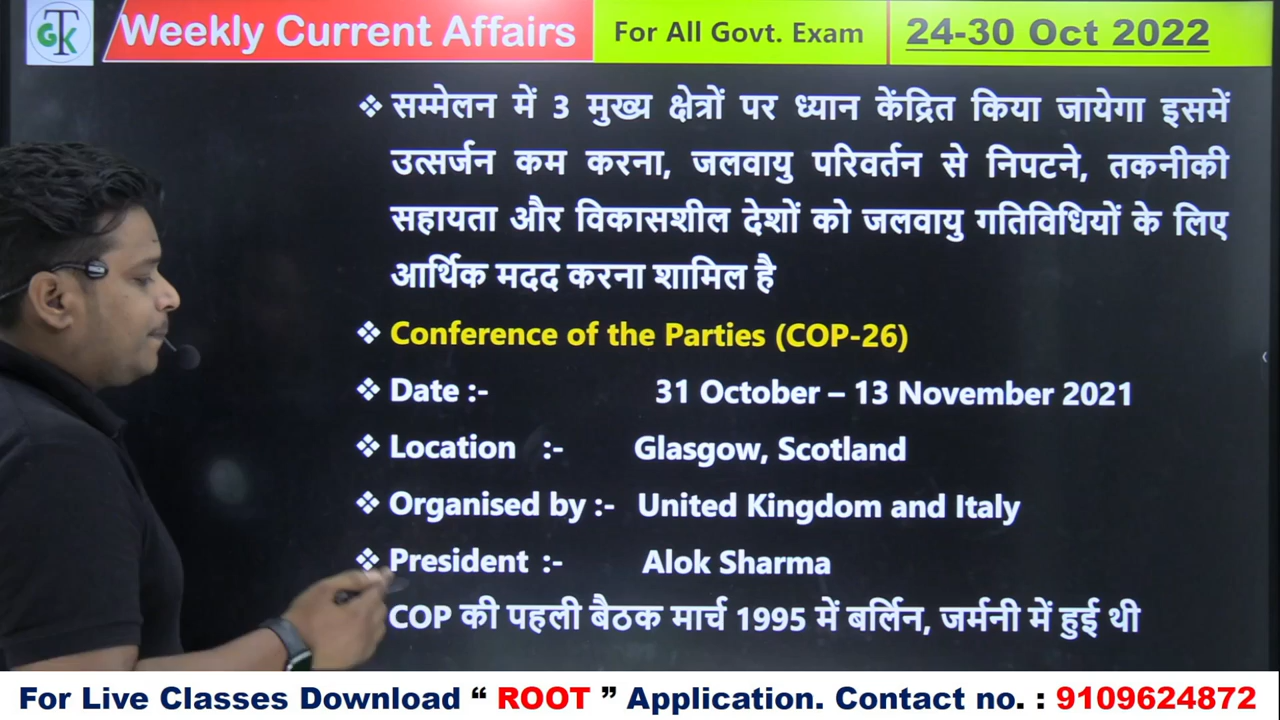 GTK
Weekly Current Affairs
For All Govt. Exam
24-30 Oct 2022
❖ सम्मेलन में 3 मुख्य क्षेत्रों पर ध्यान केंद्रित किया जायेगा इसमें
उत्सर्जन कम करना, जलवायु परिवर्तन से निपटने, तकनीकी
सहायता और विकासशील देशों को जलवायु गतिविधियों के लिए
आर्थिक मदद करना शामिल है
❖ Conference of the Parties (COP-26)
❖ Date :- 31 October – 13 November 2021
❖ Location :- Glasgow, Scotland
❖ Organised by :- United Kingdom and Italy
❖ President :- Alok Sharma
COP की पहली बैठक मार्च 1995 में बर्लिन, जर्मनी में हुई थी
For Live Classes Download “ ROOT ” Application. Contact no. : 9109624872